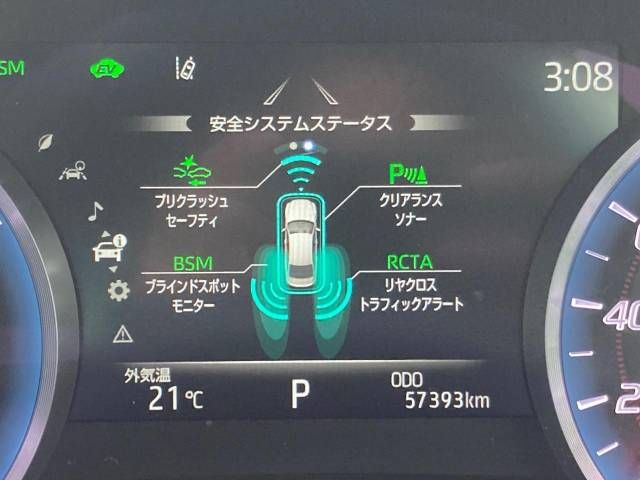 SM
EV
3:08
安全システムステータス
プリクラッシュ
セーフティ
P
クリアランス
ソナー
BSM
ブラインドスポット
モニター
RCTA
リヤクロス
トラフィックアラート
外気温
21℃
P
ODO
57393km
40
2